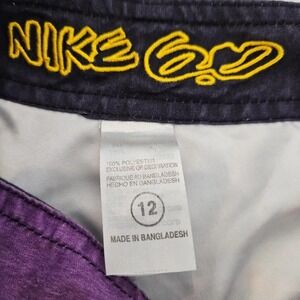 NIKE 6.0
100% POLYESTER
EXCLUSIVE OF DECORATION
FABRIQUE AU BANGLADESH
HECHO EN BANGLADESH
12
MADE IN BANGLADESH